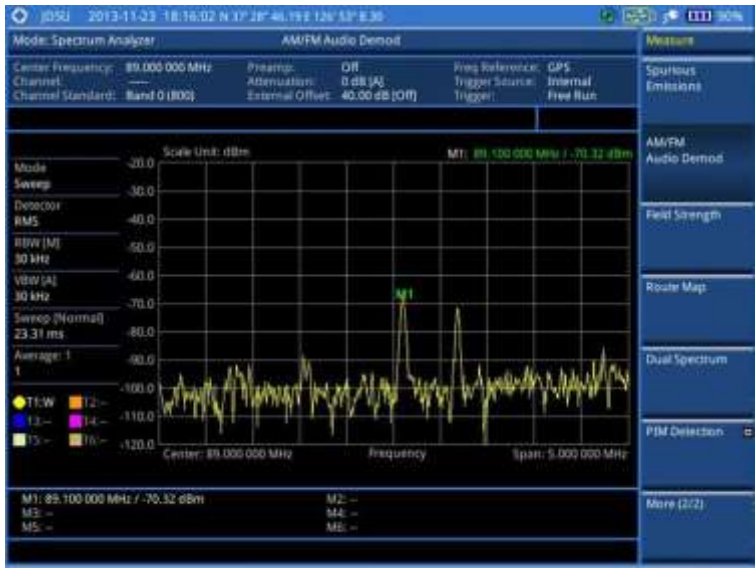 JDSU 2013-11-23 18:16:02 N 37° 28" 46.19 E 126° 53" 8.30 90%
Mode: Spectrum Analyzer AM/FM Audio Demod Measure
Center Frequency: 89.000 000 MHz Preamp: Off Freq Reference: GPS
Channel: ---- Attenuation: 0 dB [A] Trigger Source: Internal
Channel Standard: Band 0 (800) External Offset: 40.00 dB [Off] Trigger: Free Run
Spurious
Emissions
AM/FM
Audio Demod
Field Strength
Route Map
Dual Spectrum
PIM Detection
More (2/2)
Mode
Sweep
Detector
RMS
RBW [M]
30 kHz
VBW [A]
30 kHz
Sweep [Normal]
23.31 ms
Average: 1
1
T1:W T2:--
T3:-- T4:--
T5:-- T6:--
Scale Unit: dBm M1: 89.100 000 MHz / -70.32 dBm
-20.0
-30.0
-40.0
-50.0
-60.0
-70.0
-80.0
-90.0
-100.0
-110.0
-120.0
M1
Center: 89.000 000 MHz Frequency Span: 5.000 000 MHz
M1: 89.100 000 MHz / -70.32 dBm M2: --
M3: -- M4: --
M5: -- M6: --